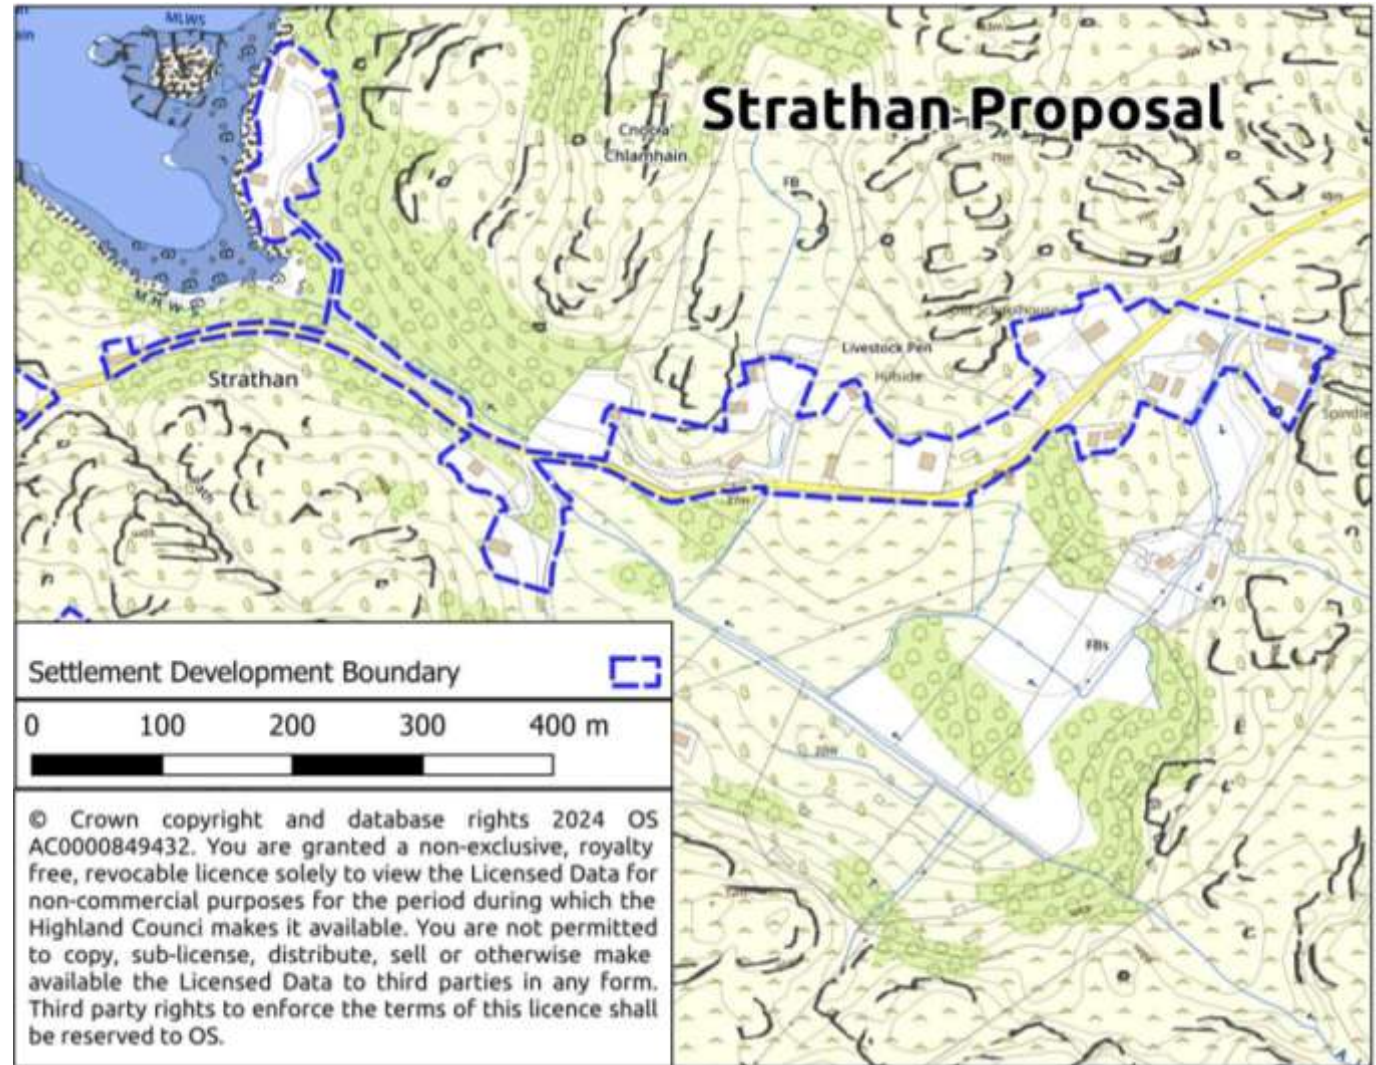 MLWS
Strathan Proposal
Chlamhain
FB
Livestock Pen
Hillside
MHWS
Strathan
FBs
Settlement Development Boundary
0 100 200 300 400 m
© Crown copyright and database rights 2024 OS
AC0000849432. You are granted a non-exclusive, royalty
free, revocable licence solely to view the Licensed Data for
non-commercial purposes for the period during which the
Highland Counci makes it available. You are not permitted
to copy, sub-license, distribute, sell or otherwise make
available the Licensed Data to third parties in any form.
Third party rights to enforce the terms of this licence shall
be reserved to OS.